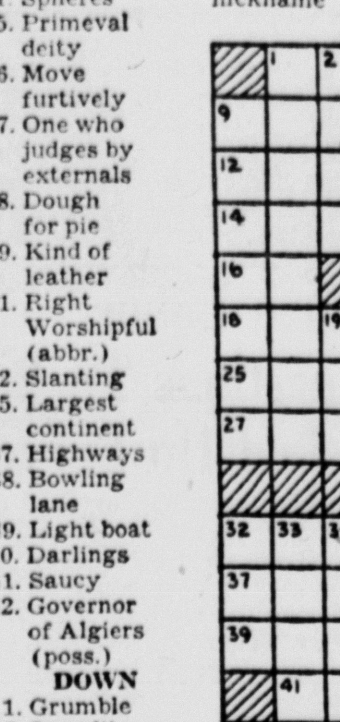 Spheres
nickname
5. Primeval
deity
6. Move
furtively
7. One who
judges by
externals
8. Dough
for pie
9. Kind of
leather
1. Right
Worshipful
(abbr.)
2. Slanting
5. Largest
continent
7. Highways
8. Bowling
lane
9. Light boat
0. Darlings
1. Saucy
2. Governor
of Algiers
(poss.)
DOWN
1. Grumble
1 2
9
12
14
16
18 19
25
27
32 33 3
37
39
41